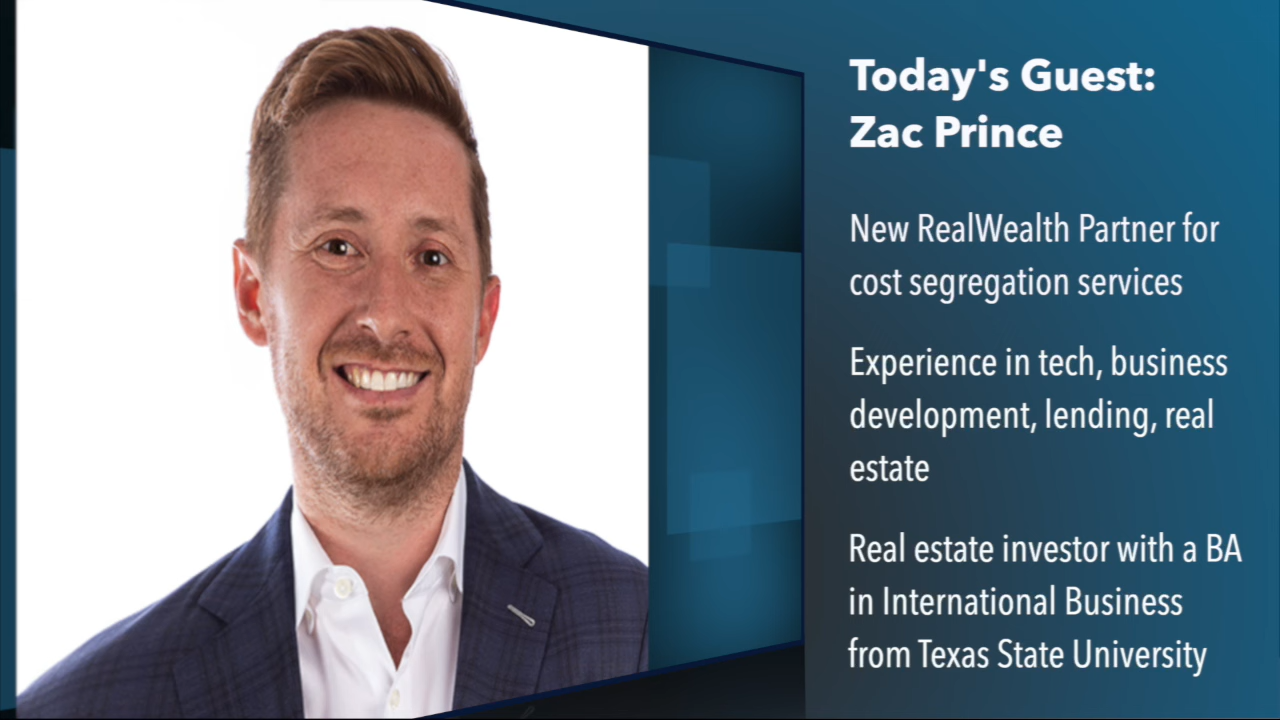 Today's Guest:
Zac Prince
New RealWealth Partner for
cost segregation services
Experience in tech, business
development, lending, real
estate
Real estate investor with a BA
in International Business
from Texas State University